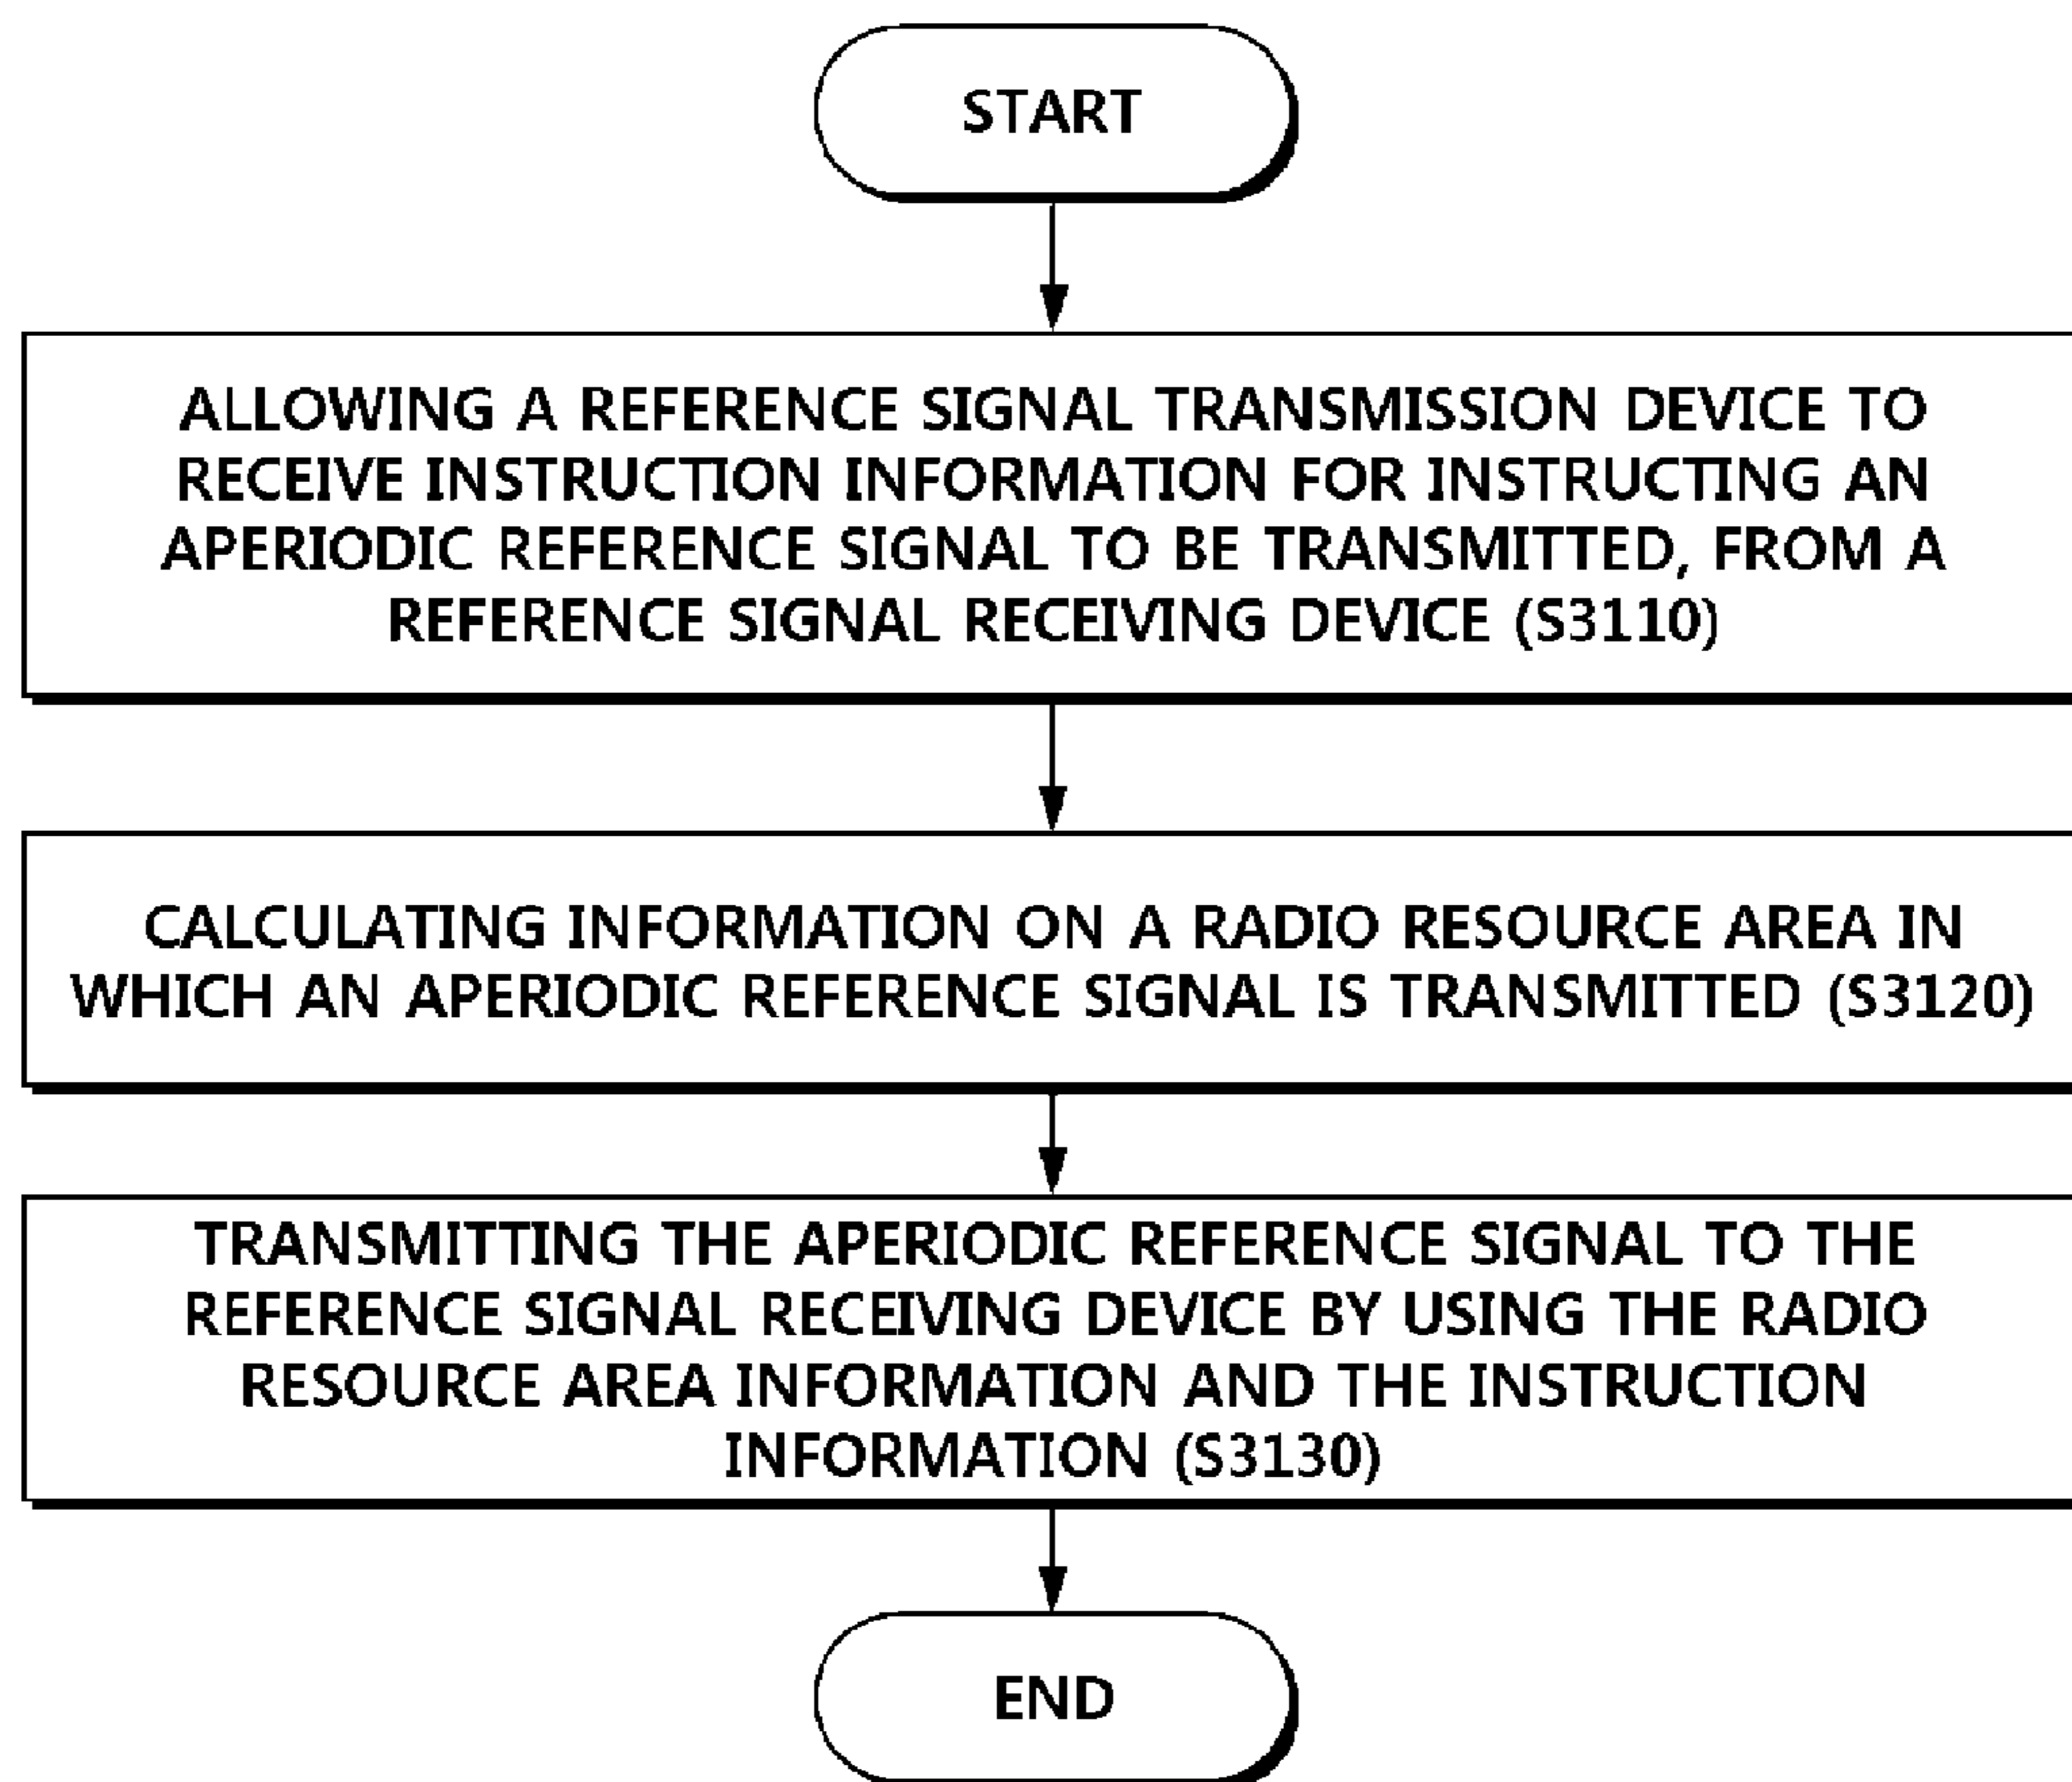 START
ALLOWING A REFERENCE SIGNAL TRANSMISSION DEVICE TO
RECEIVE INSTRUCTION INFORMATION FOR INSTRUCTING AN
APERIODIC REFERENCE SIGNAL TO BE TRANSMITTED, FROM A
REFERENCE SIGNAL RECEIVING DEVICE (S3110)
CALCULATING INFORMATION ON A RADIO RESOURCE AREA IN
WHICH AN APERIODIC REFERENCE SIGNAL IS TRANSMITTED (S3120)
TRANSMITTING THE APERIODIC REFERENCE SIGNAL TO THE
REFERENCE SIGNAL RECEIVING DEVICE BY USING THE RADIO
RESOURCE AREA INFORMATION AND THE INSTRUCTION
INFORMATION (S3130)
END